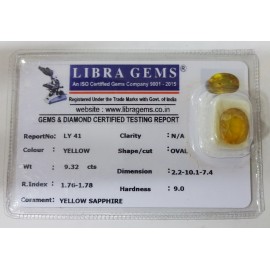 LIBRA GEMS
An ISO Certified Gems Company 9001 - 2015
Registered Under the Trade Mark with Govt. of India
website : www.libragems.co.in
GEMS & DIAMOND CERTIFIED TESTING REPORT
ReportNo: LY 41 Clarity : N/A
Colour : YELLOW Shape/cut : OVAL
Wt : 9.32 cts Dimension : 2.2-10.1-7.4
R.Index : 1.76-1.78 Hardness : 9.0
Comment: YELLOW SAPPHIRE